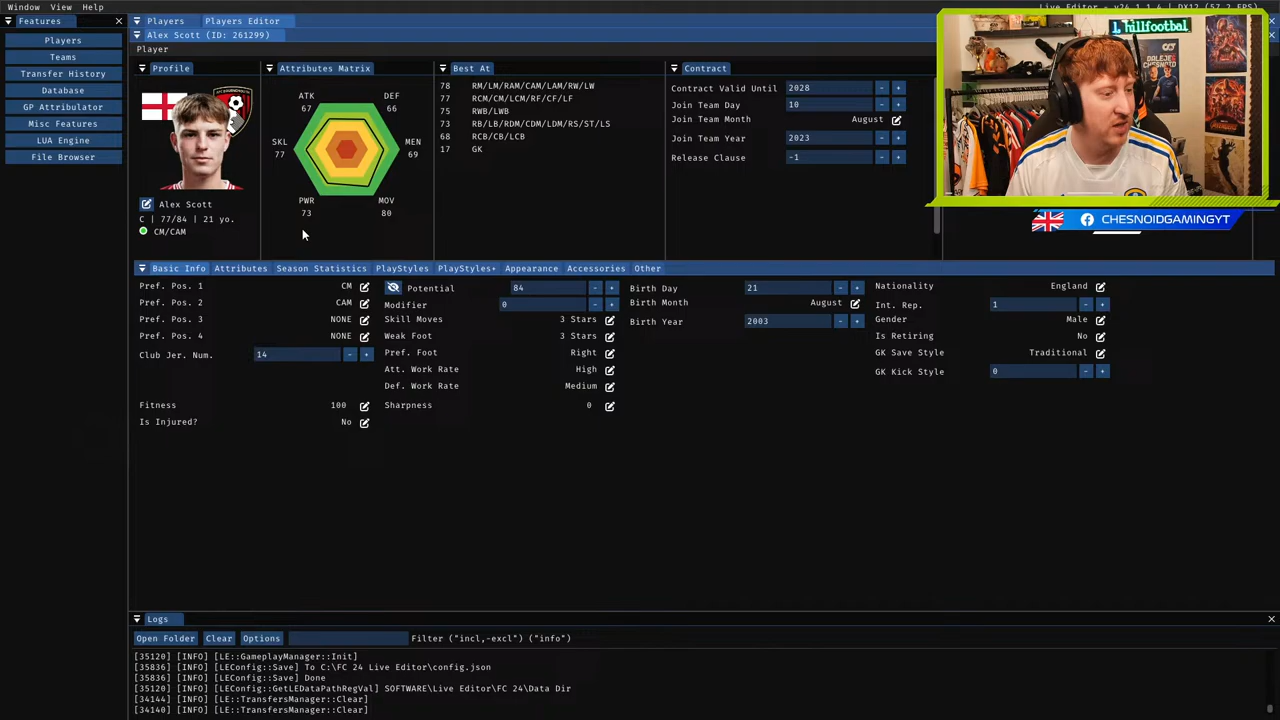 Window View Help
Live Editor - v24.1.1.4 | DX12 (57.2 FPS)
Features
Players
Teams
Transfer History
Database
GP Attribulator
Misc Features
LUA Engine
File Browser
Players Players Editor
Alex Scott (ID: 261299)
Player
Profile
Alex Scott
C | 77/84 | 21 yo.
CM/CAM
Attributes Matrix
ATK
67
DEF
66
SKL
77
MEN
69
PWR
73
MOV
80
Best At
78 RM/LM/RAM/CAM/LAM/RW/LW
77 RCM/CM/LCM/RF/CF/LF
75 RWB/LWB
73 RB/LB/RDM/CDM/LDM/RS/ST/LS
68 RCB/CB/LCB
17 GK
Contract
Contract Valid Until 2028 - +
Join Team Day 10 - +
Join Team Month August
Join Team Year 2023 - +
Release Clause -1 - +
l.hillfootbal
CHESNOIDGAMINGYT
Basic Info Attributes Season Statistics PlayStyles PlayStyles+ Appearance Accessories Other
Pref. Pos. 1 CM
Pref. Pos. 2 CAM
Pref. Pos. 3 NONE
Pref. Pos. 4 NONE
Club Jer. Num. 14 - +
Fitness 100
Is Injured? No
Potential 84 - +
Modifier 0 - +
Skill Moves 3 Stars
Weak Foot 3 Stars
Pref. Foot Right
Att. Work Rate High
Def. Work Rate Medium
Sharpness 0
Birth Day 21 - +
Birth Month August
Birth Year 2003 - +
Nationality England
Int. Rep. 1 - +
Gender Male
Is Retiring No
GK Save Style Traditional
GK Kick Style 0 - +
Logs
Open Folder Clear Options Filter ("incl,-excl") ("info")
[35120] [INFO] [LE::GameplayManager::Init]
[35836] [INFO] [LEConfig::Save] To C:\FC 24 Live Editor\config.json
[35836] [INFO] [LEConfig::Save] Done
[35120] [INFO] [LEConfig::GetLEDataPathRegVal] SOFTWARE\Live Editor\FC 24\Data Dir
[34144] [INFO] [LE::TransfersManager::Clear]
[34140] [INFO] [LE::TransfersManager::Clear]